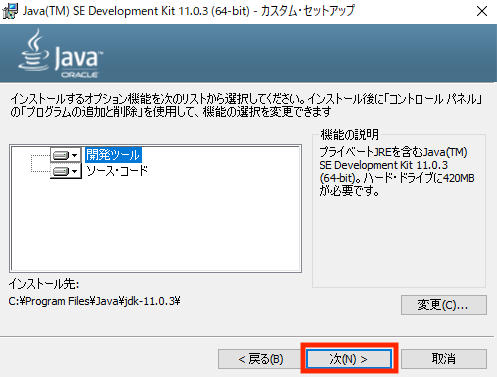 Java(TM) SE Development Kit 11.0.3 (64-bit) - カスタム・セットアップ
Java
ORACLE
インストールするオプション機能を次のリストから選択してください。インストール後に「コントロール パネル」
の「プログラムの追加と削除」を使用して、機能の選択を変更できます
開発ツール
ソース・コード
機能の説明
プライベートJREを含むJava(TM)
SE Development Kit 11.0.3
(64-bit)。ハード・ドライブに420MB
が必要です。
インストール先:
C:¥Program Files¥Java¥jdk-11.0.3¥
変更(C)...
< 戻る(B)
次(N) >
取消